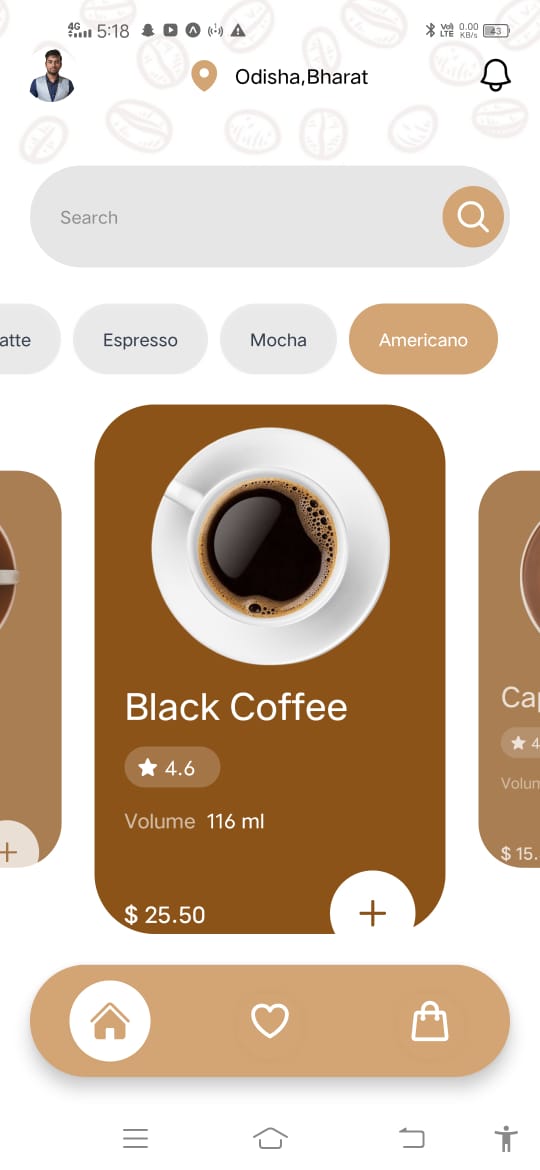 4G 5:18 Vo) LTE 0.00 KB/s 43
Odisha,Bharat
Search
atte Espresso Mocha Americano
Black Coffee
4.6
Volume 116 ml
$ 25.50
Cap
4
Volun
$ 15.